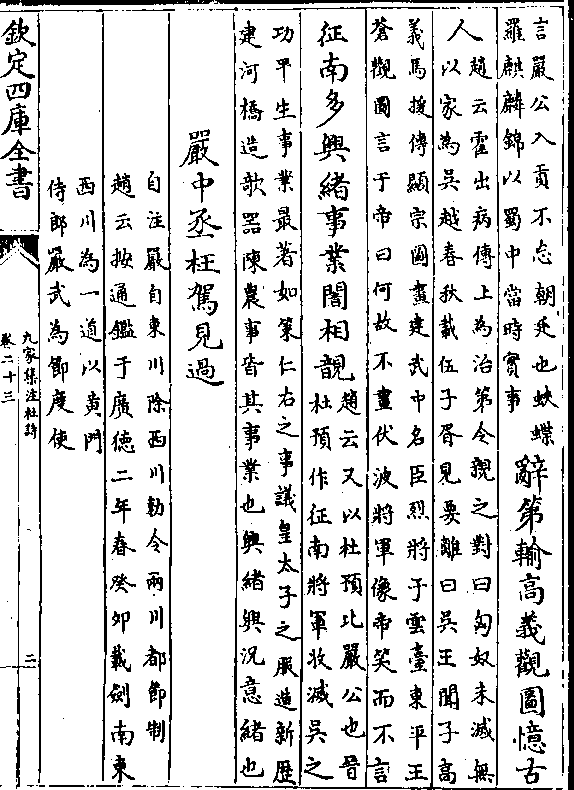 言嚴公入貢不忘朝廷也蛺蝶
羅麒麟錦以蜀中當時實事
辭第輸高義觀圖憶古
人
趙云霍去病傳上為治第令視之對曰匈奴未滅無
以家為吳越春秋載伍子胥見要離曰吳王聞子高
義馬援傳顯宗圖畫建武中名臣烈將于雲臺東平王
蒼觀圖言于帝曰何故不畫伏波將軍像帝笑而不言
征南多興緒事業闇相親
趙云又以杜預比嚴公也晉
杜預作征南將軍收滅吳之
功平生事業最著如策仁右之事議皇太子之服造新歷
建河橋造欹器陳農事皆其事業也興緒興況意緒也
嚴中丞枉駕見過
自注嚴自東川除西川勅令兩川都節制
趙云按通鑑于廣德二年春癸卯載劍南東
西川為一道以黃門
侍郎嚴武為節度使
欽定四庫全書
九家集注杜詩
卷二十三
二